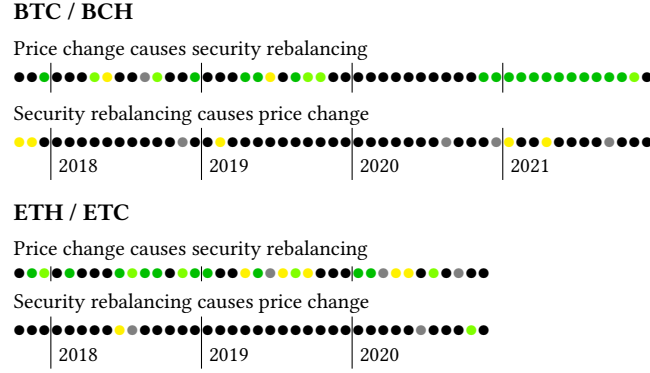 BTC / BCH
Price change causes security rebalancing
Security rebalancing causes price change
2018 2019 2020 2021
ETH / ETC
Price change causes security rebalancing
Security rebalancing causes price change
2018 2019 2020